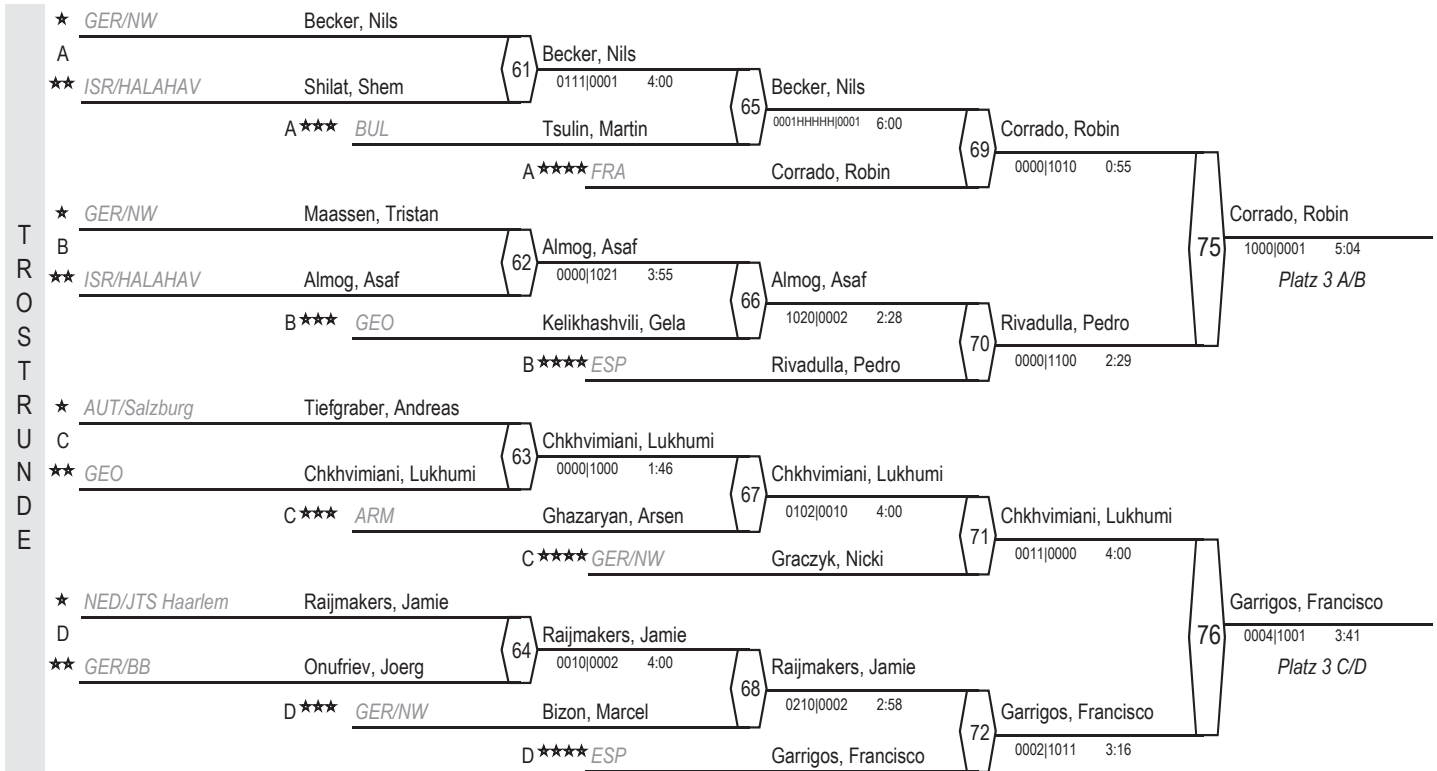 TROSTRUNDE
★ GER/NW Becker, Nils
A
61 Becker, Nils
0111|0001 4:00
★★ ISR/HALAHAV Shilat, Shem
65 Becker, Nils
0001HHHHH|0001 6:00
A★★★ BUL Tsulin, Martin
69 Corrado, Robin
0000|1010 0:55
A★★★★ FRA Corrado, Robin
★ GER/NW Maassen, Tristan
75 Corrado, Robin
1000|0001 5:04
Platz 3 A/B
B
62 Almog, Asaf
0000|1021 3:55
★★ ISR/HALAHAV Almog, Asaf
66 Almog, Asaf
1020|0002 2:28
B★★★ GEO Kelikhashvili, Gela
70 Rivadulla, Pedro
0000|1100 2:29
B★★★★ ESP Rivadulla, Pedro
★ AUT/Salzburg Tiefgraber, Andreas
C
63 Chkhvimiani, Lukhumi
0000|1000 1:46
★★ GEO Chkhvimiani, Lukhumi
67 Chkhvimiani, Lukhumi
0102|0010 4:00
C★★★ ARM Ghazaryan, Arsen
71 Chkhvimiani, Lukhumi
0011|0000 4:00
C★★★★ GER/NW Graczyk, Nicki
★ NED/JTS Haarlem Raijmakers, Jamie
76 Garrigos, Francisco
0004|1001 3:41
Platz 3 C/D
D
64 Raijmakers, Jamie
0010|0002 4:00
★★ GER/BB Onufriev, Joerg
68 Raijmakers, Jamie
0210|0002 2:58
D★★★ GER/NW Bizon, Marcel
72 Garrigos, Francisco
0002|1011 3:16
D★★★★ ESP Garrigos, Francisco